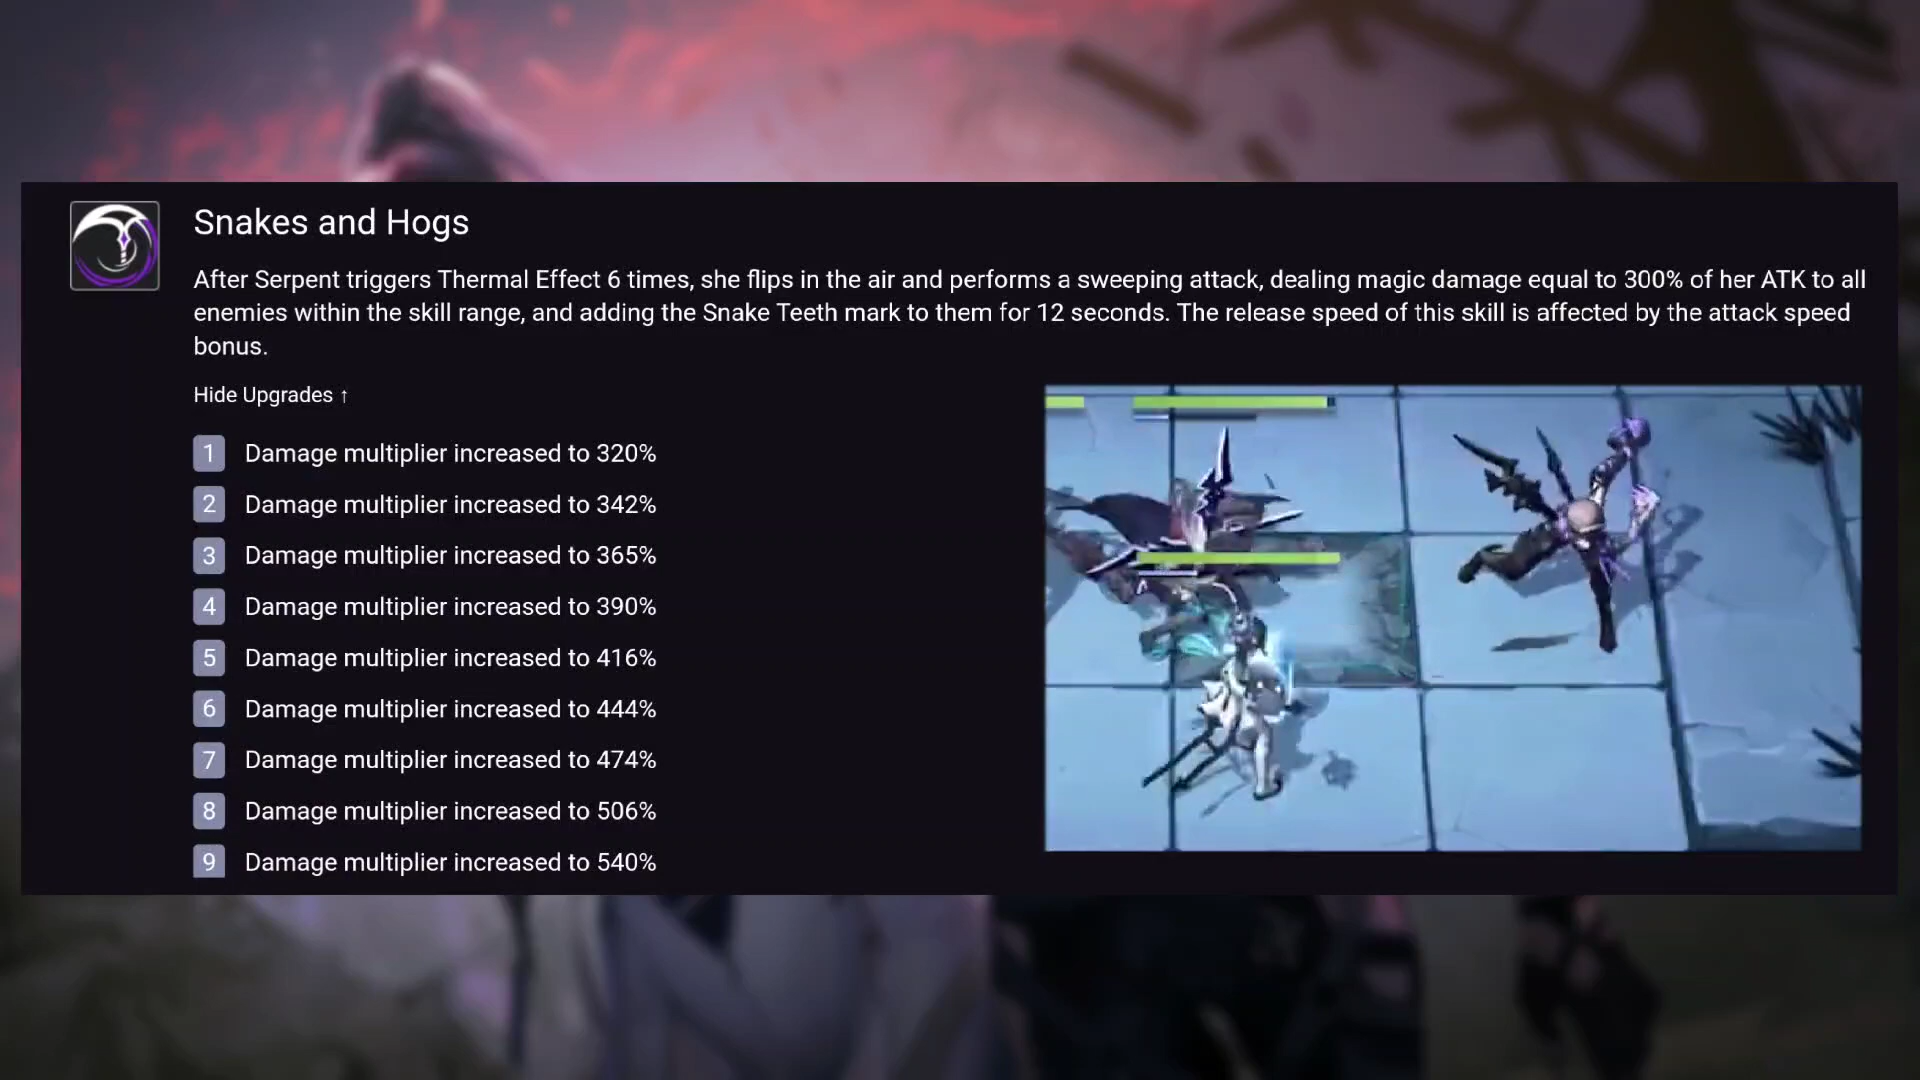 Snakes and Hogs
After Serpent triggers Thermal Effect 6 times, she flips in the air and performs a sweeping attack, dealing magic damage equal to 300% of her ATK to all
enemies within the skill range, and adding the Snake Teeth mark to them for 12 seconds. The release speed of this skill is affected by the attack speed
bonus.
Hide Upgrades ↑
1 Damage multiplier increased to 320%
2 Damage multiplier increased to 342%
3 Damage multiplier increased to 365%
4 Damage multiplier increased to 390%
5 Damage multiplier increased to 416%
6 Damage multiplier increased to 444%
7 Damage multiplier increased to 474%
8 Damage multiplier increased to 506%
9 Damage multiplier increased to 540%